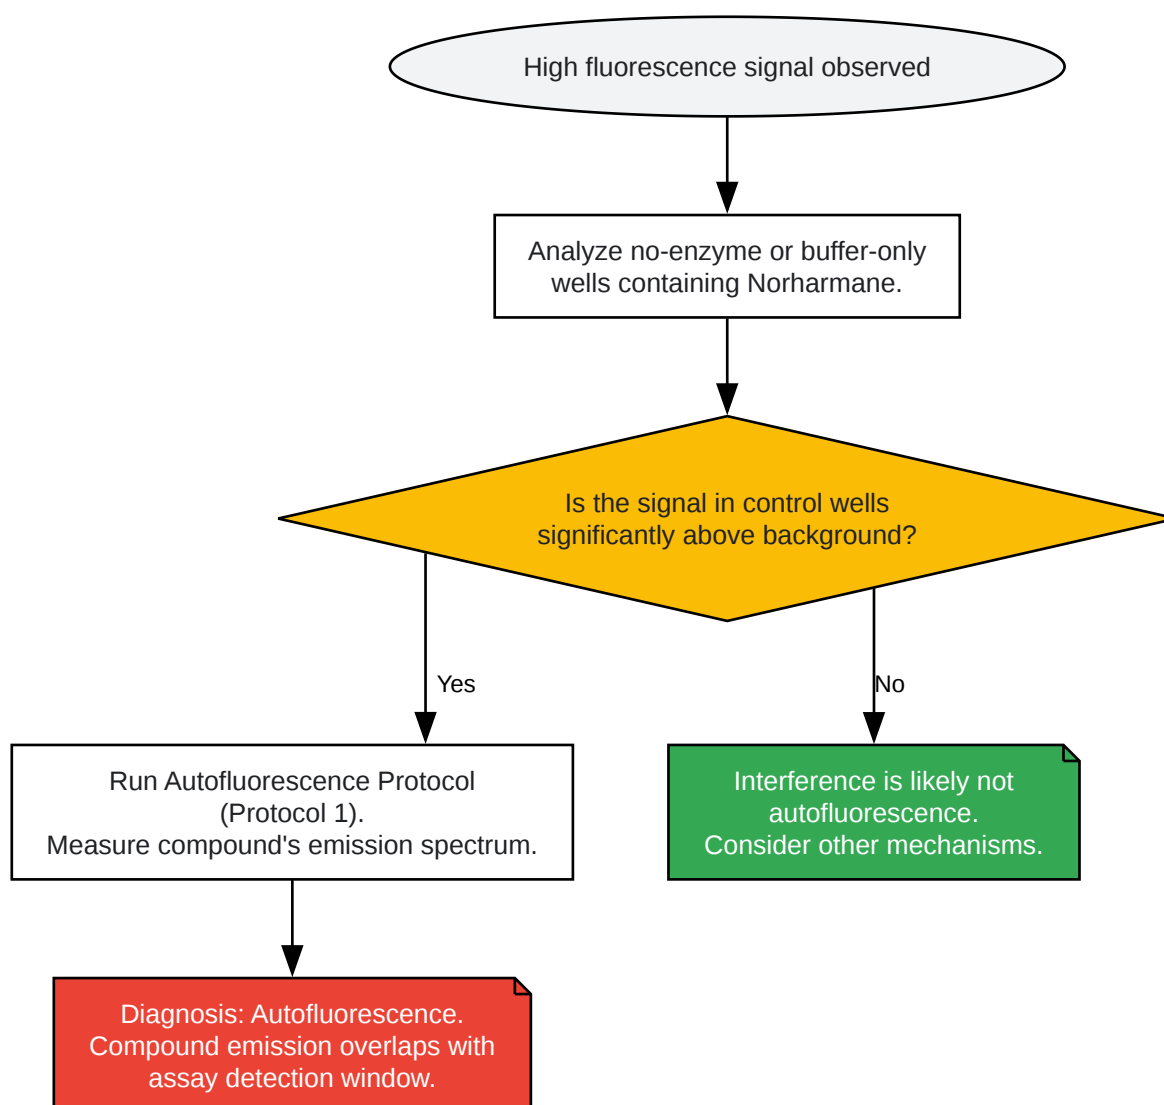 High fluorescence signal observed
Analyze no-enzyme or buffer-only
wells containing Norharmane.
Is the signal in control wells
significantly above background?
Yes
No
Run Autofluorescence Protocol
(Protocol 1).
Measure compound's emission spectrum.
Interference is likely not
autofluorescence.
Consider other mechanisms.
Diagnosis: Autofluorescence.
Compound emission overlaps with
assay detection window.